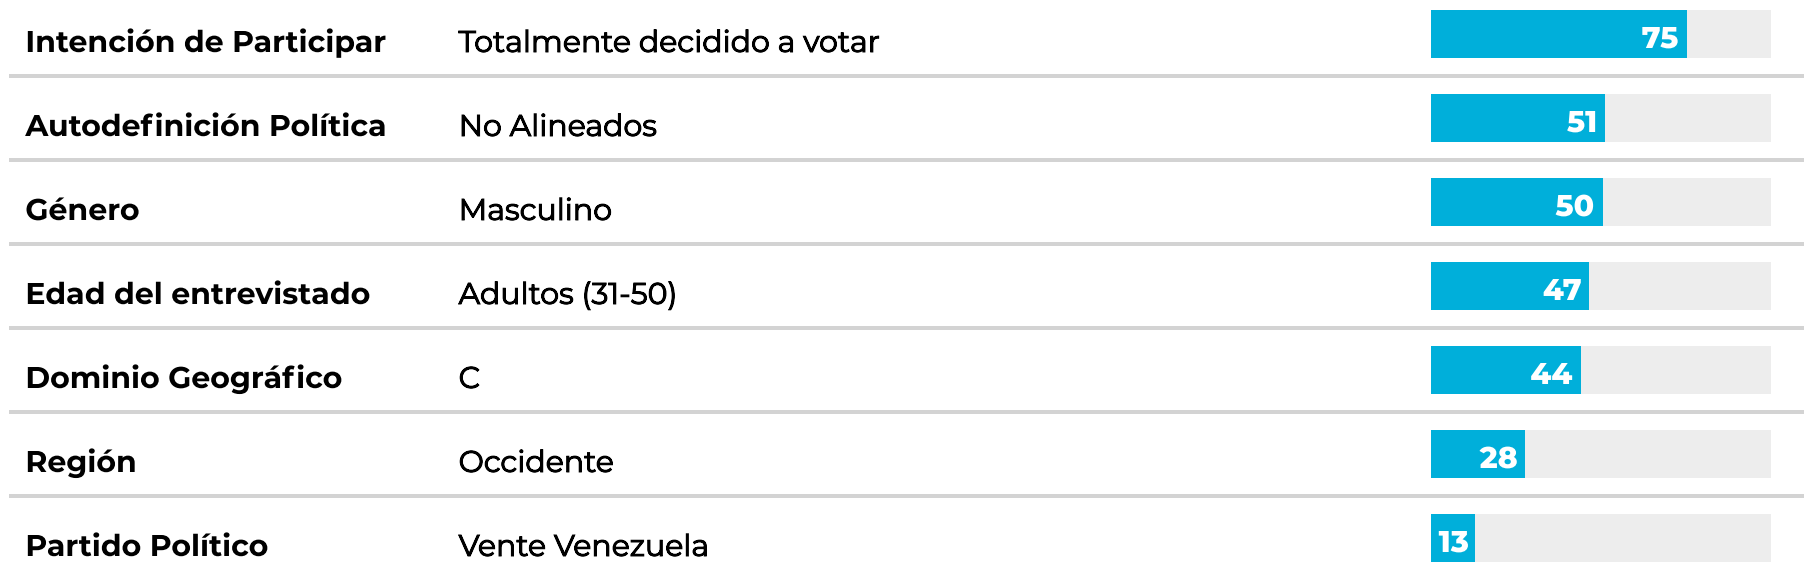 Intención de Participar Totalmente decidido a votar 75
Autodefinición Política No Alineados 51
Género Masculino 50
Edad del entrevistado Adultos (31-50) 47
Dominio Geográfico C 44
Región Occidente 28
Partido Político Vente Venezuela 13